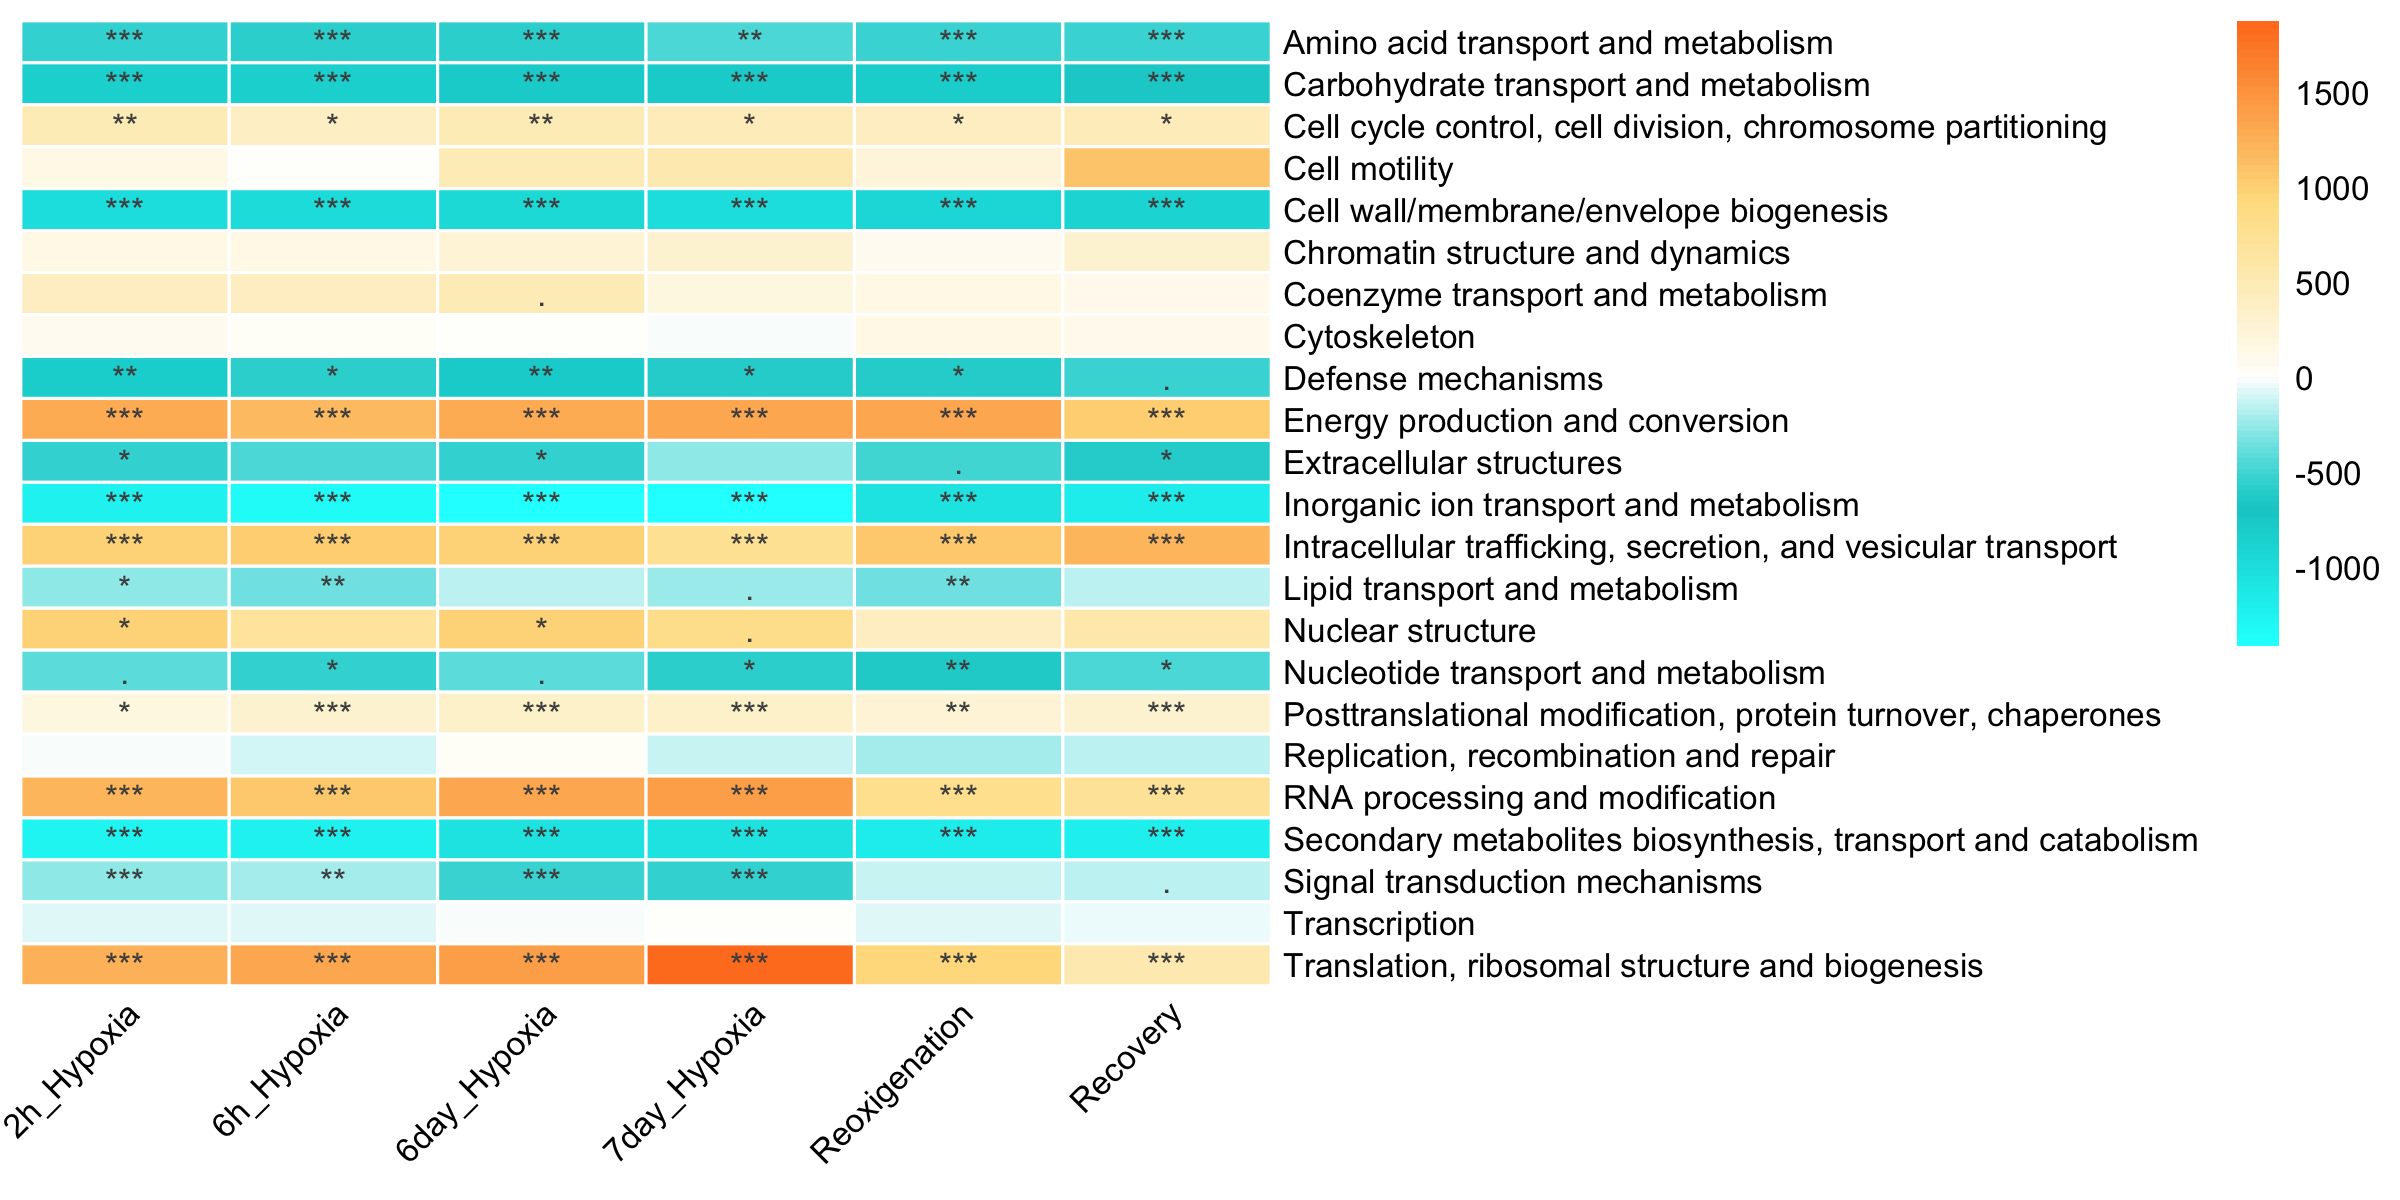 *** *** *** ** *** *** Amino acid transport and metabolism
*** *** *** *** *** *** Carbohydrate transport and metabolism
** * ** * * * Cell cycle control, cell division, chromosome partitioning
Cell motility
*** *** *** *** *** *** Cell wall/membrane/envelope biogenesis
Chromatin structure and dynamics
. Coenzyme transport and metabolism
Cytoskeleton
** * ** * * . Defense mechanisms
*** *** *** *** *** *** Energy production and conversion
* * . * Extracellular structures
*** *** *** *** *** *** Inorganic ion transport and metabolism
*** *** *** *** *** *** Intracellular trafficking, secretion, and vesicular transport
* ** . ** Lipid transport and metabolism
* * . Nuclear structure
. * . * ** * Nucleotide transport and metabolism
* *** *** *** ** *** Posttranslational modification, protein turnover, chaperones
Replication, recombination and repair
*** *** *** *** *** *** RNA processing and modification
*** *** *** *** *** *** Secondary metabolites biosynthesis, transport and catabolism
*** ** *** *** . Signal transduction mechanisms
Transcription
*** *** *** *** *** *** Translation, ribosomal structure and biogenesis
2h_Hypoxia
6h_Hypoxia
6day_Hypoxia
7day_Hypoxia
Reoxigenation
Recovery
1500
1000
500
0
-500
-1000